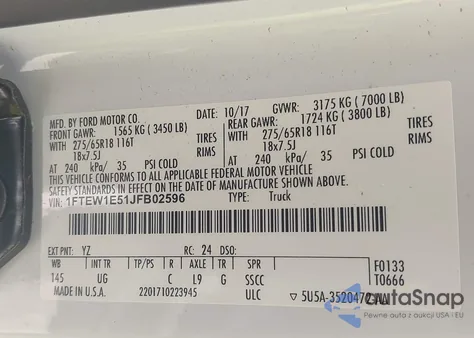 MFD. BY FORD MOTOR CO.
DATE: 10/17 GVWR: 3175 KG ( 7000 LB)
FRONT GAWR: 1565 KG ( 3450 LB) REAR GAWR: 1724 KG ( 3800 LB)
WITH 275/65R18 116T TIRES WITH 275/65R18 116T TIRES
18x7.5J RIMS 18x7.5J RIMS
AT 240 kPa/ 35 PSI COLD AT 240 kPa/ 35 PSI COLD
THIS VEHICLE CONFORMS TO ALL APPLICABLE FEDERAL MOTOR VEHICLE
SAFETY STANDARDS IN EFFECT ON THE DATE OF MANUFACTURE SHOWN ABOVE.
VIN: 1FTEW1E51JFB02596 TYPE: Truck
EXT PNT: YZ RC: 24 DSO: F0133
WB INT TR TP/PS R AXLE TR SPR T0666
145 UG C L9 G SSCC
MADE IN U.S.A. 2201710223945 ULC
autoSnap